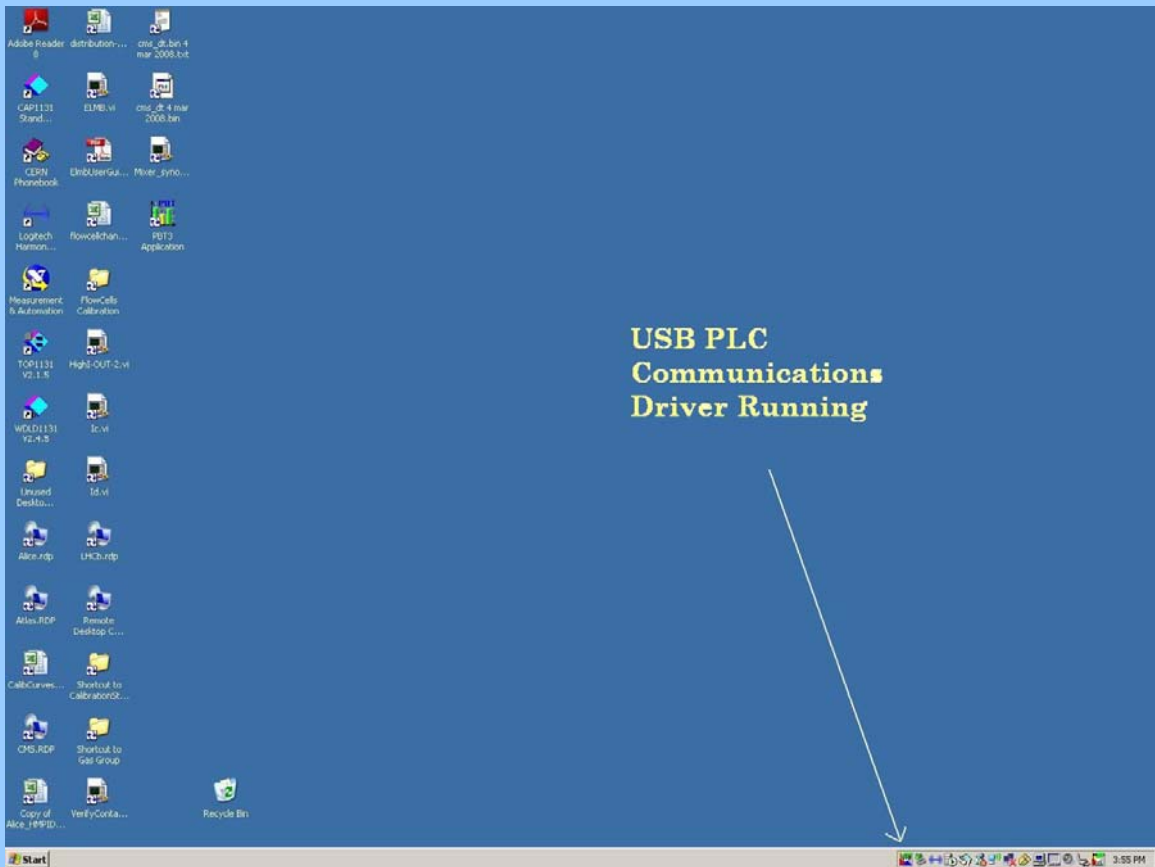 Adobe Reader
8
distribution-...
cms_dt.bin 4
mar 2008.txt
CAP1131
Stand...
ELMB.vi
cms_dt 4 mar
2008.bin
CERN
Phonebook
ElmbUserGui...
Mixer_syno...
Logitech
Harmon...
flowcellchan...
PBT3
Application
Measurement
& Automation
FlowCells
Calibration
TOP1131
V2.1.5
HighI-OUT-2.vi
WDLD1131
V2.4.5
Ic.vi
Unused
Deskto...
Id.vi
Alice.rdp
LHCb.rdp
Atlas.RDP
Remote
Desktop C...
CalibCurves...
Shortcut to
CalibrationSt...
CMS.RDP
Shortcut to
Gas Group
Copy of
Alice_HMPID...
VerifyConta...
Recycle Bin
USB PLC
Communications
Driver Running
Start
3:55 PM